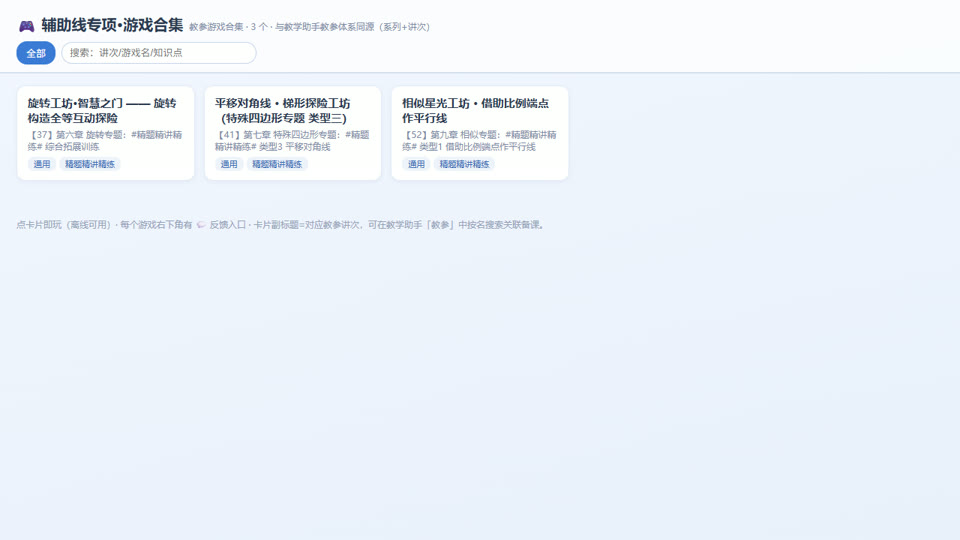 辅助线专项·游戏合集 教参游戏合集 · 3 个 · 与教学助手教参体系同源（系列+讲次）
全部 搜索：讲次/游戏名/知识点
旋转工坊·智慧之门 —— 旋转
构造全等互动探险
【37】第六章 旋转专题：#精题精讲精
练# 综合拓展训练
通用 精题精讲精练
平移对角线 · 梯形探险工坊
（特殊四边形专题 类型三）
【41】第七章 特殊四边形专题：#精题
精讲精练# 类型3 平移对角线
通用 精题精讲精练
相似星光工坊 · 借助比例端点
作平行线
【52】第九章 相似专题：#精题精讲精
练# 类型1 借助比例端点作平行线
通用 精题精讲精练
点卡片即玩（离线可用）· 每个游戏右下角有 反馈入口 · 卡片副标题=对应教参讲次，可在教学助手「教参」中按名搜索关联备课。